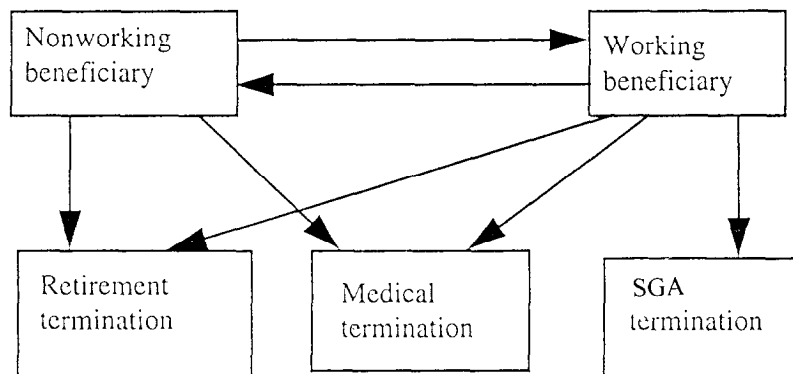 Nonworking
beneficiary
Working
beneficiary
Retirement
termination
Medical
termination
SGA
termination